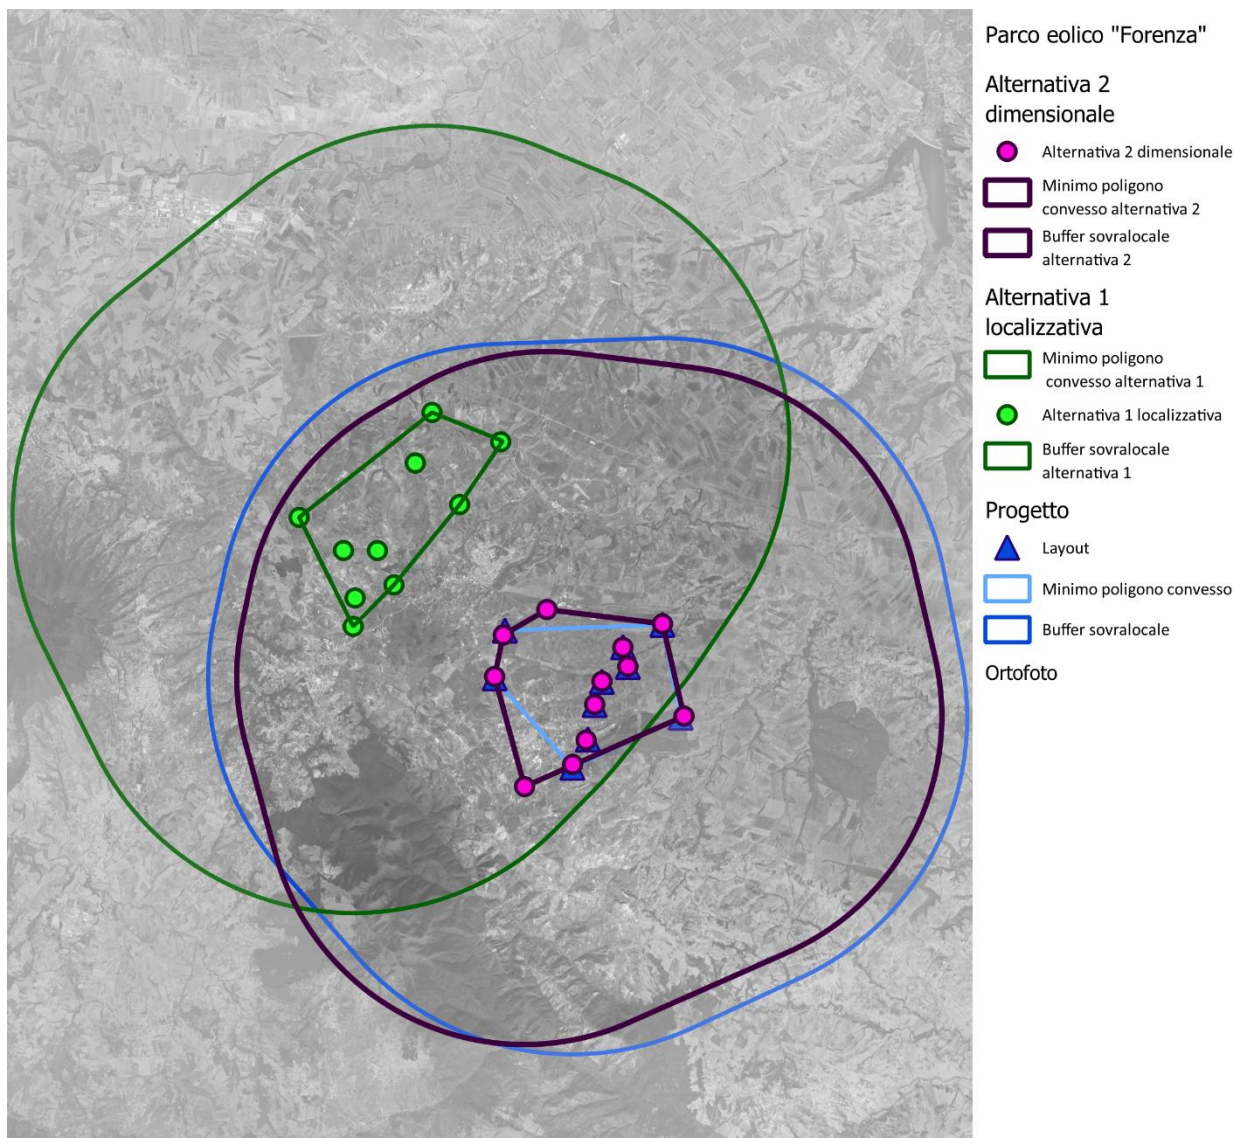 Parco eolico "Forenza"
Alternativa 2
dimensionale
Alternativa 2 dimensionale
Minimo poligono
convesso alternativa 2
Buffer sovralocale
alternativa 2
Alternativa 1
localizzativa
Minimo poligono
convesso alternativa 1
Alternativa 1 localizzativa
Buffer sovralocale
alternativa 1
Progetto
Layout
Minimo poligono convesso
Buffer sovralocale
Ortofoto